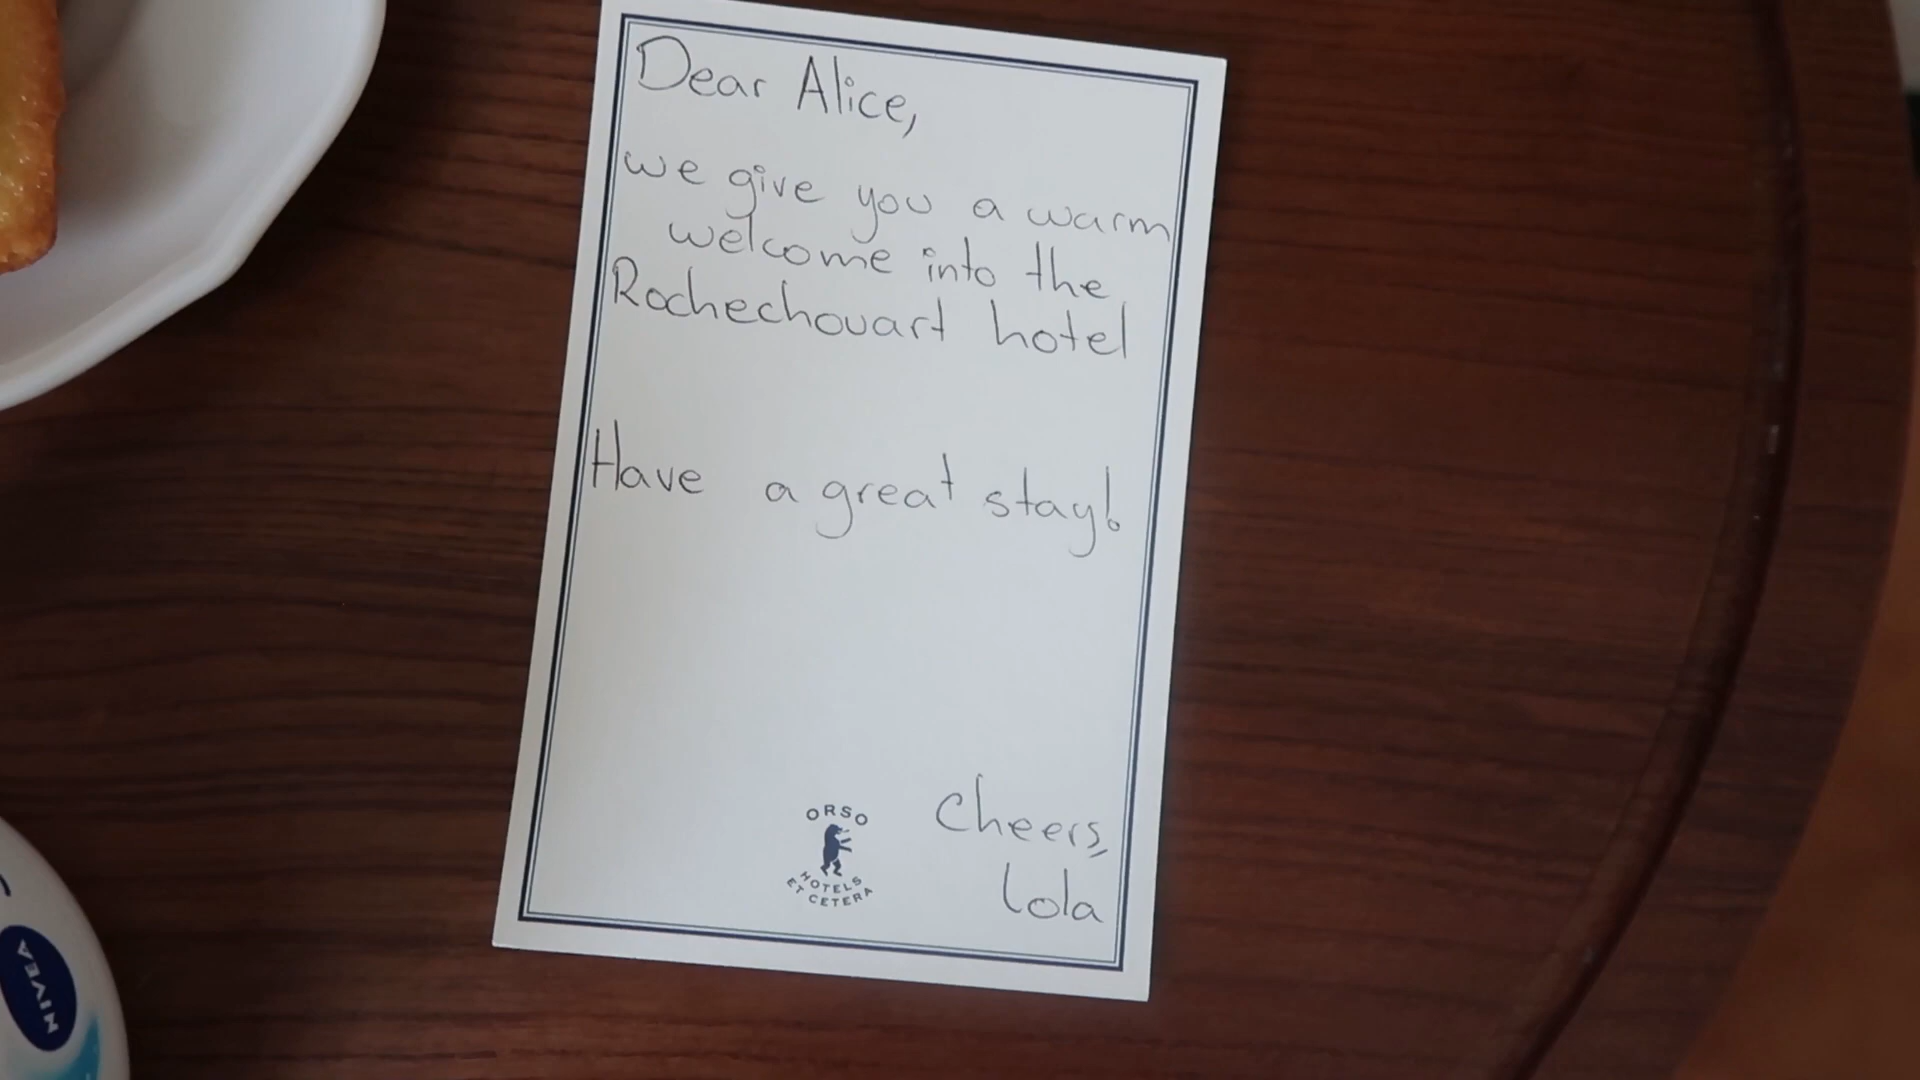 Dear Alice,
we give you a warm
welcome into the
Rochechouart hotel
Have a great stay!
Cheers,
Lola
ORSO
HOTELS
ET CETERA
NIVEA